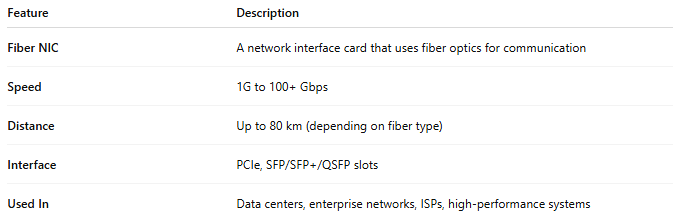 Feature Description
Fiber NIC A network interface card that uses fiber optics for communication
Speed 1G to 100+ Gbps
Distance Up to 80 km (depending on fiber type)
Interface PCIe, SFP/SFP+/QSFP slots
Used In Data centers, enterprise networks, ISPs, high-performance systems